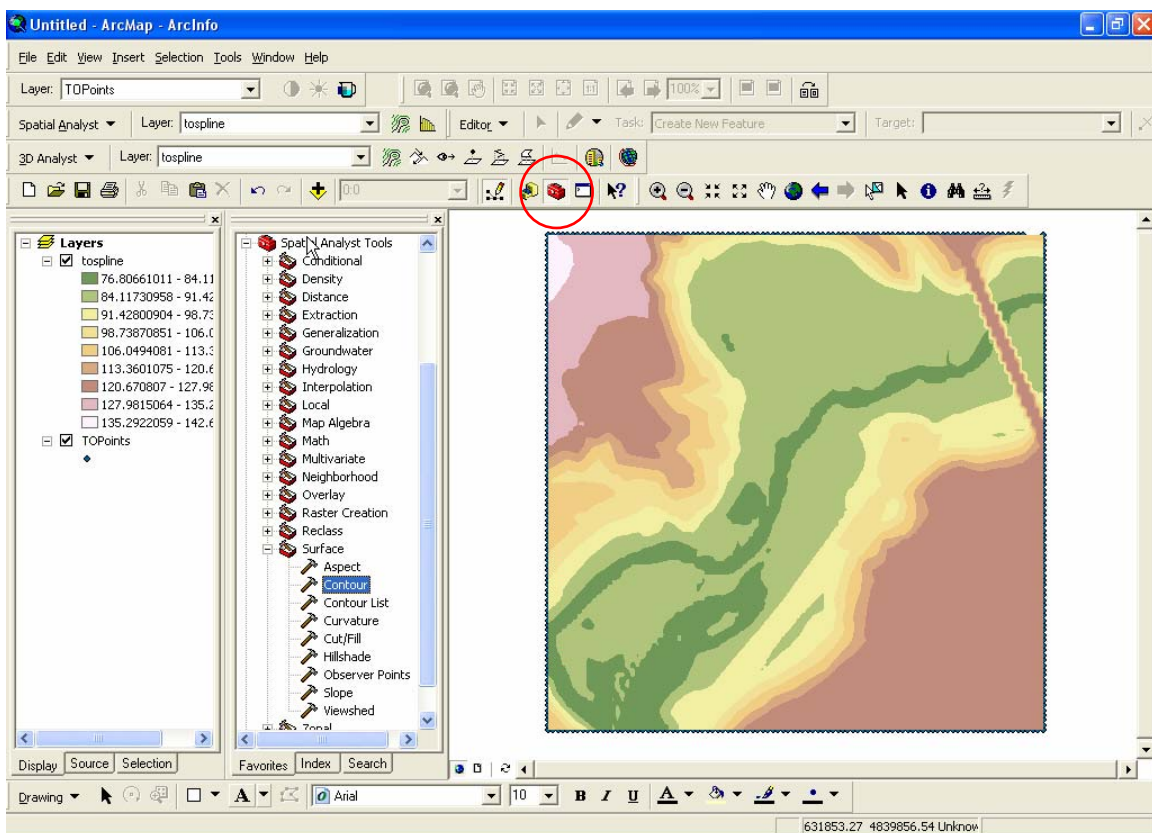 Untitled - ArcMap - ArcInfo
File Edit View Insert Selection Tools Window Help
Layer: TOPoints 100%
Spatial Analyst Layer: tospline Editor Task: Create New Feature Target:
3D Analyst Layer: tospline
0:0
Layers
tospline
76.80661011 - 84.11
84.11730958 - 91.42
91.42800904 - 98.73
98.73870851 - 106.0
106.0494081 - 113.3
113.3601075 - 120.6
120.670807 - 127.98
127.9815064 - 135.2
135.2922059 - 142.6
TOPoints
Display Source Selection
Spatial Analyst Tools
Conditional
Density
Distance
Extraction
Generalization
Groundwater
Hydrology
Interpolation
Local
Map Algebra
Math
Multivariate
Neighborhood
Overlay
Raster Creation
Reclass
Surface
Aspect
Contour
Contour List
Curvature
Cut/Fill
Hillshade
Observer Points
Slope
Viewshed
Zonal
Favorites Index Search
Drawing A Arial 10 B I U A
631853.27 4839856.54 Unknow